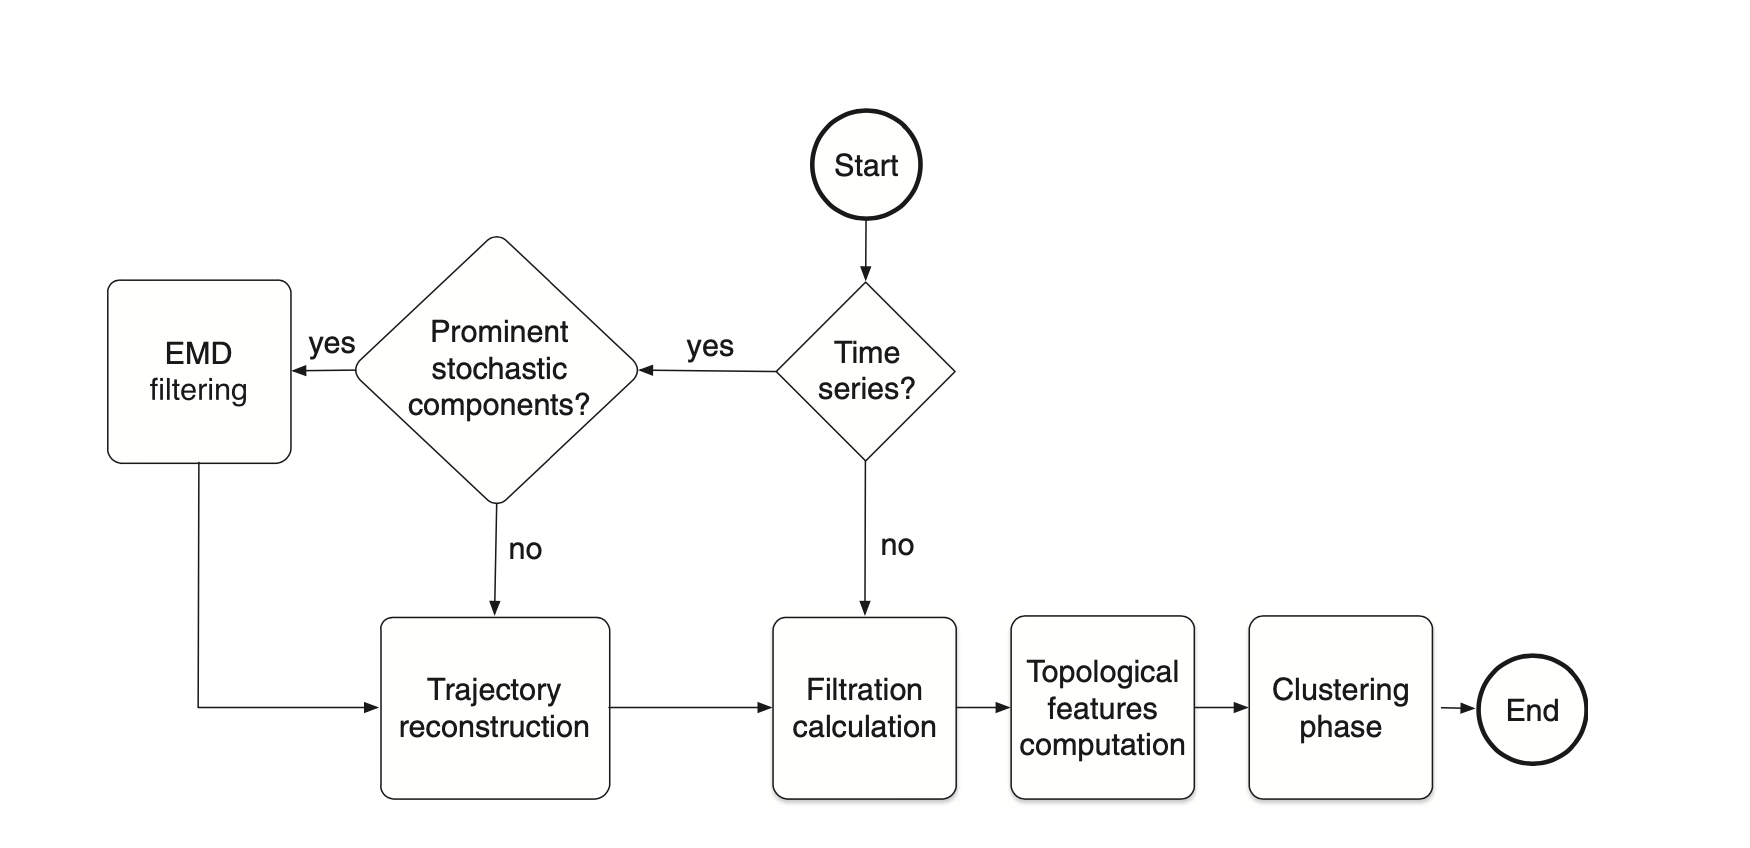 Start
Time
series?
yes
Prominent
stochastic
components?
yes
EMD
filtering
no
no
Trajectory
reconstruction
Filtration
calculation
Topological
features
computation
Clustering
phase
End